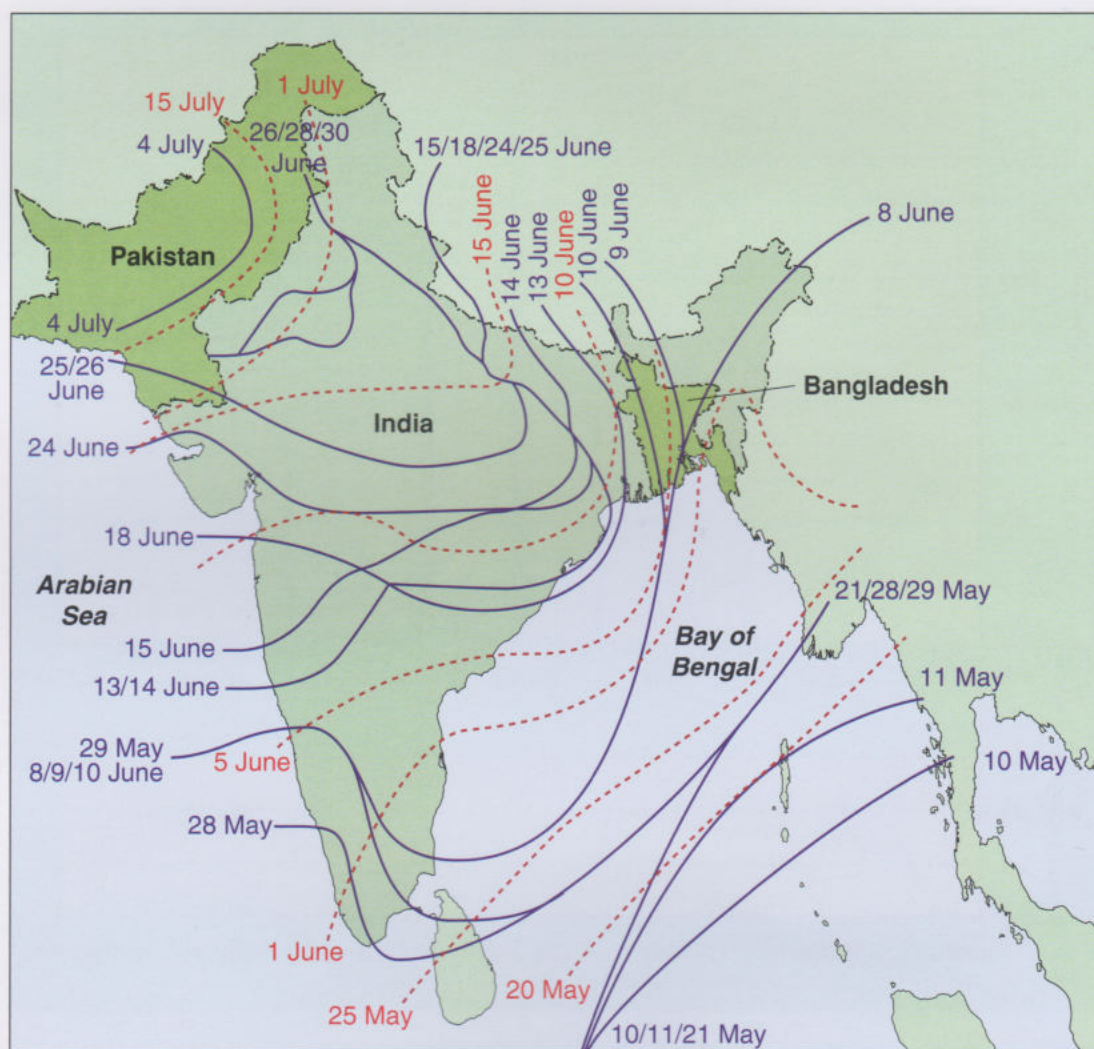 1 July
15 July
4 July
26/28/30
June
15/18/24/25 June
15 June
14 June
13 June
10 June
10 June
9 June
8 June
Pakistan
4 July
25/26
June
Bangladesh
India
24 June
18 June
Arabian
Sea
21/28/29 May
Bay of
Bengal
15 June
13/14 June
11 May
29 May
8/9/10 June
5 June
10 May
28 May
1 June
20 May
25 May
10/11/21 May